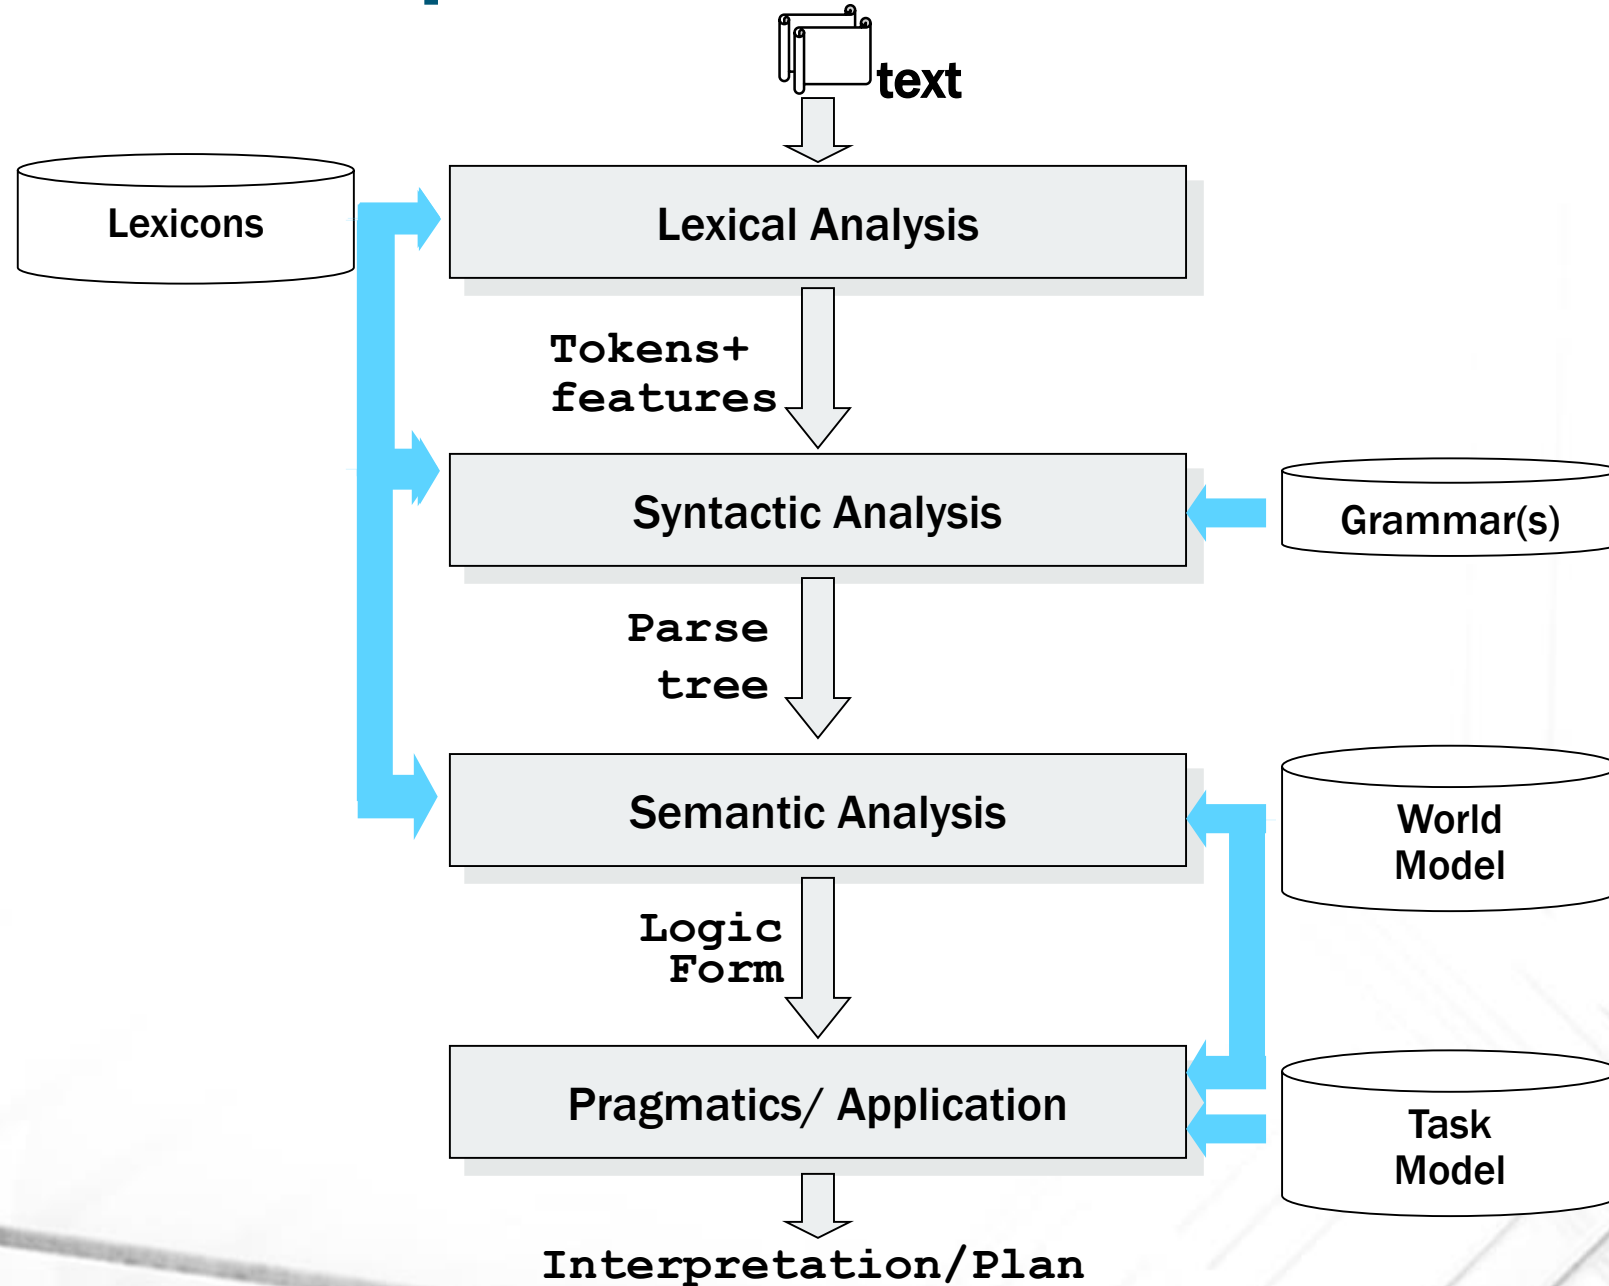 text
Lexicons
Lexical Analysis
Tokens+
features
Syntactic Analysis
Grammar(s)
Parse
tree
Semantic Analysis
World
Model
Logic
Form
Pragmatics/ Application
Task
Model
Interpretation/Plan